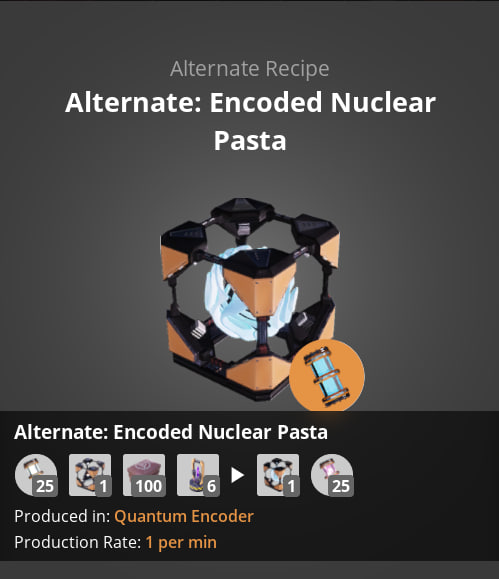 Alternate Recipe
Alternate: Encoded Nuclear
Pasta
Alternate: Encoded Nuclear Pasta
25 1 100 6 1 25
Produced in: Quantum Encoder
Production Rate: 1 per min